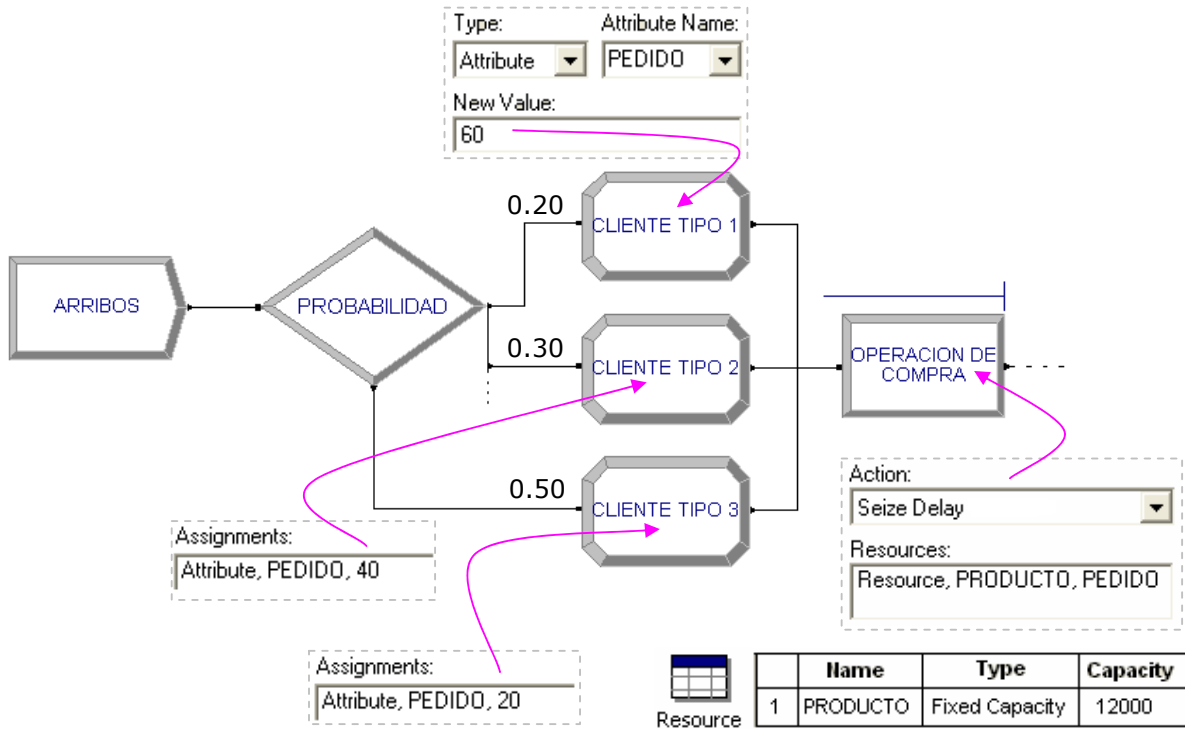 Type: Attribute Name:
Attribute PEDIDO
New Value:
60
0.20
CLIENTE TIPO 1
ARRIBOS
PROBABILIDAD
0.30
CLIENTE TIPO 2
OPERACION DE
COMPRA
0.50
CLIENTE TIPO 3
Action:
Seize Delay
Resources:
Resource, PRODUCTO, PEDIDO
Assignments:
Attribute, PEDIDO, 40
Assignments:
Attribute, PEDIDO, 20
Resource
Name Type Capacity
1 PRODUCTO Fixed Capacity 12000